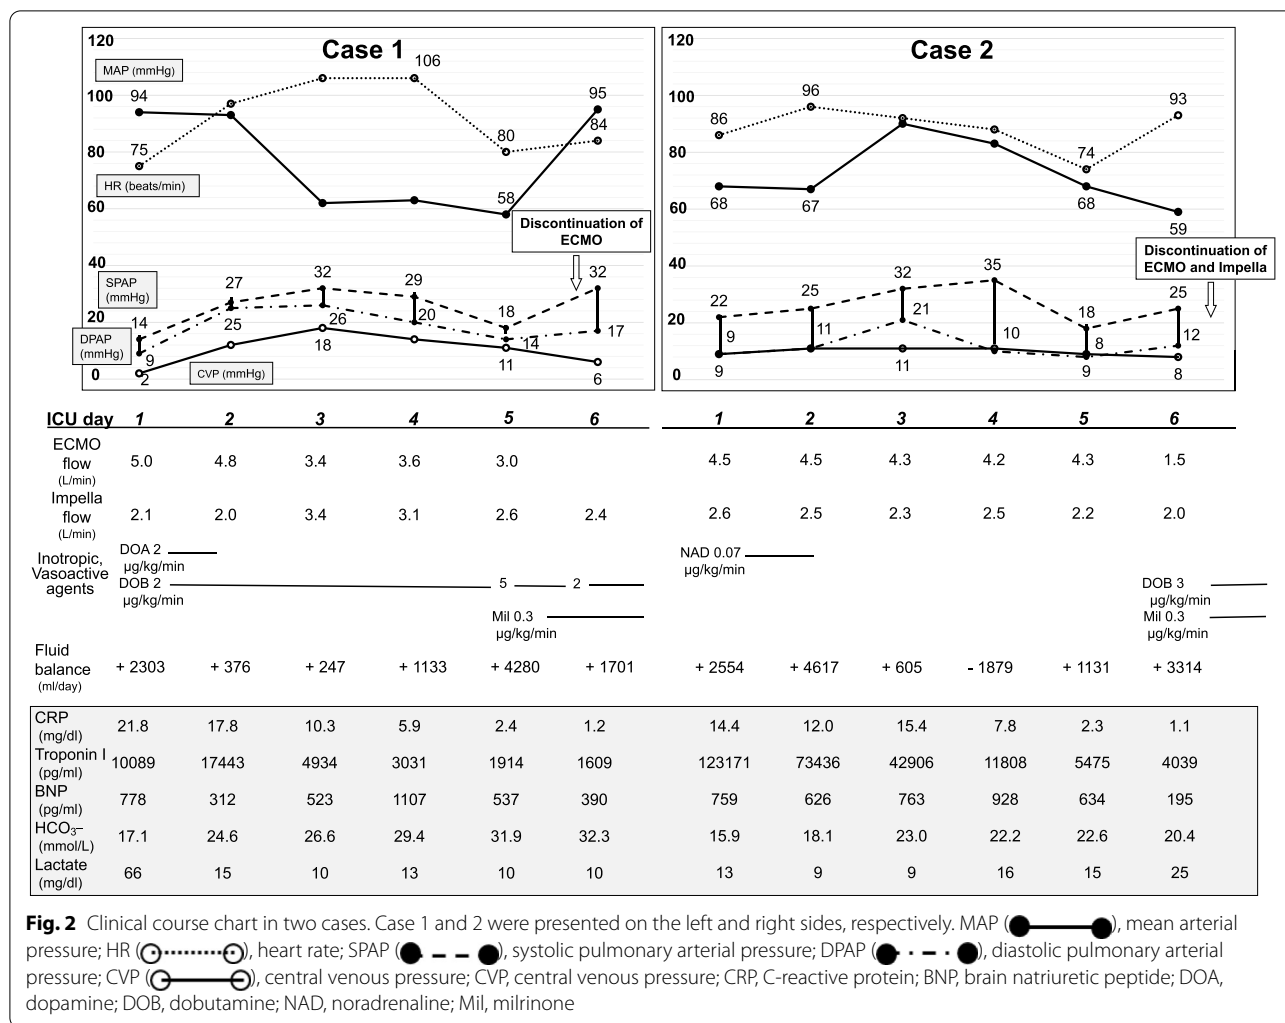 Case 1
120
100
80
60
40
20
0
MAP (mmHg)
HR (beats/min)
SPAP
(mmHg)
DPAP
(mmHg)
CVP (mmHg)
94
75
106
80
58
95
84
Discontinuation of
ECMO
14
27
32
29
18
32
9
25
26
20
14
17
2
18
11
6
Case 2
120
100
80
60
40
20
0
86
96
74
93
68
67
68
59
Discontinuation of
ECMO and Impella
22
25
32
35
18
25
9
11
21
10
8
12
9
11
9
8
ICU day 1 2 3 4 5 6 1 2 3 4 5 6
ECMO
flow
(L/min)
5.0 4.8 3.4 3.6 3.0 4.5 4.5 4.3 4.2 4.3 1.5
Impella
flow
(L/min)
2.1 2.0 3.4 3.1 2.6 2.4 2.6 2.5 2.3 2.5 2.2 2.0
Inotropic,
Vasoactive
agents
DOA 2
µg/kg/min
DOB 2 5 2
µg/kg/min
Mil 0.3
µg/kg/min
NAD 0.07
µg/kg/min
DOB 3
µg/kg/min
Mil 0.3
µg/kg/min
Fluid
balance
(ml/day)
+ 2303 + 376 + 247 + 1133 + 4280 + 1701 + 2554 + 4617 + 605 - 1879 + 1131 + 3314
CRP
(mg/dl)
21.8 17.8 10.3 5.9 2.4 1.2 14.4 12.0 15.4 7.8 2.3 1.1
Troponin I
(pg/ml)
10089 17443 4934 3031 1914 1609 123171 73436 42906 11808 5475 4039
BNP
(pg/ml)
778 312 523 1107 537 390 759 626 763 928 634 195
HCO₃–
(mmol/L)
17.1 24.6 26.6 29.4 31.9 32.3 15.9 18.1 23.0 22.2 22.6 20.4
Lactate
(mg/dl)
66 15 10 13 10 10 13 9 9 16 15 25
Fig. 2 Clinical course chart in two cases. Case 1 and 2 were presented on the left and right sides, respectively. MAP ( ), mean arterial
pressure; HR ( ), heart rate; SPAP ( ), systolic pulmonary arterial pressure; DPAP ( ), diastolic pulmonary arterial
pressure; CVP ( ), central venous pressure; CVP, central venous pressure; CRP, C-reactive protein; BNP, brain natriuretic peptide; DOA,
dopamine; DOB, dobutamine; NAD, noradrenaline; Mil, milrinone